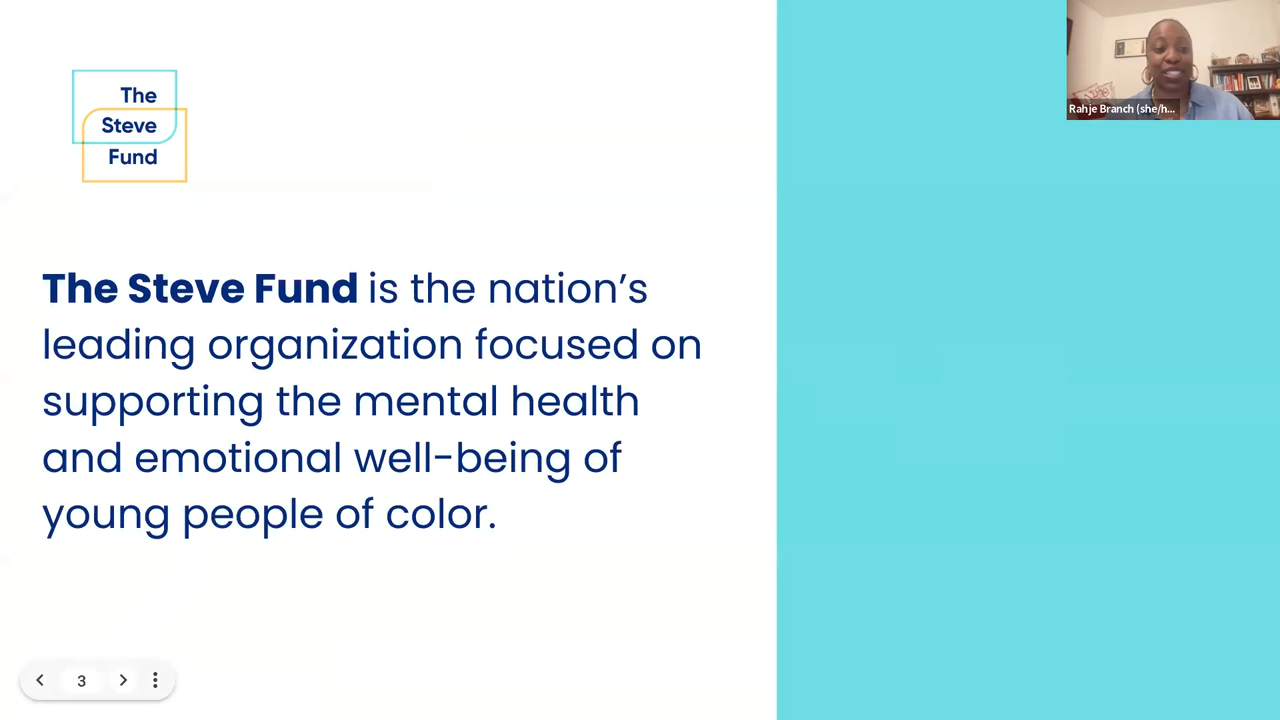 The
Steve
Fund
Rahje Branch (she/h...
The Steve Fund is the nation’s
leading organization focused on
supporting the mental health
and emotional well-being of
young people of color.
3